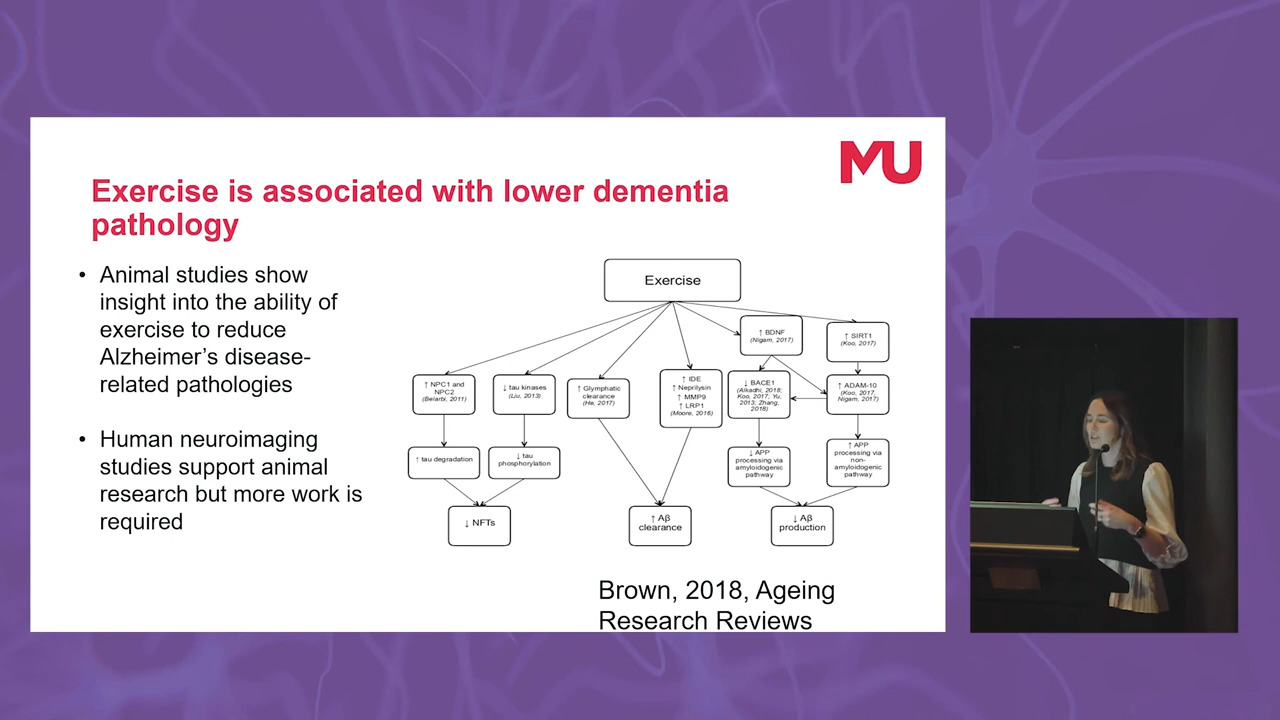 MU
Exercise is associated with lower dementia
pathology
• Animal studies show
insight into the ability of
exercise to reduce
Alzheimer's disease-
related pathologies
• Human neuroimaging
studies support animal
research but more work is
required
Exercise
↑ BDNF
(Nigam, 2017)
↑ SIRT1
(Koo, 2017)
↑ NPC1 and
NPC2
(Belarbi, 2011)
↓ tau kinases
(Liu, 2013)
↑ Glymphatic
clearance
(He, 2017)
↑ IDE
↑ Neprilysin
↑ MMP9
↑ LRP1
(Moore, 2016)
↓ BACE1
(Alkadhi, 2018;
Koo, 2017; Yu,
2013; Zhang,
2018)
↑ ADAM-10
(Koo, 2017,
Nigam, 2017)
↑ tau degradation
↓ tau
phosphorylation
↓ APP
processing via
amyloidogenic
pathway
↑ APP
processing via
non-
amyloidogenic
pathway
↓ NFTs
↑ Aβ
clearance
↓ Aβ
production
Brown, 2018, Ageing
Research Reviews